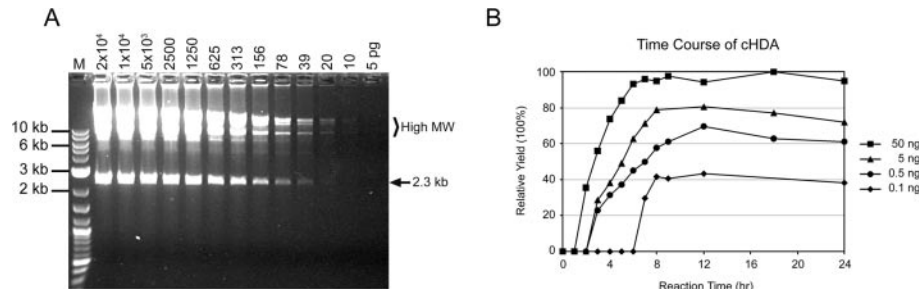 A
M 2x10⁴ 1x10⁴ 5x10³ 2500 1250 625 313 156 78 39 20 10 5 pg
10 kb
6 kb
3 kb
2 kb
High MW
2.3 kb
B
Time Course of cHDA
Relative Yield (100%)
100
80
60
40
20
0
0 4 8 12 16 20 24
Reaction Time (hr)
50 ng
5 ng
0.5 ng
0.1 ng